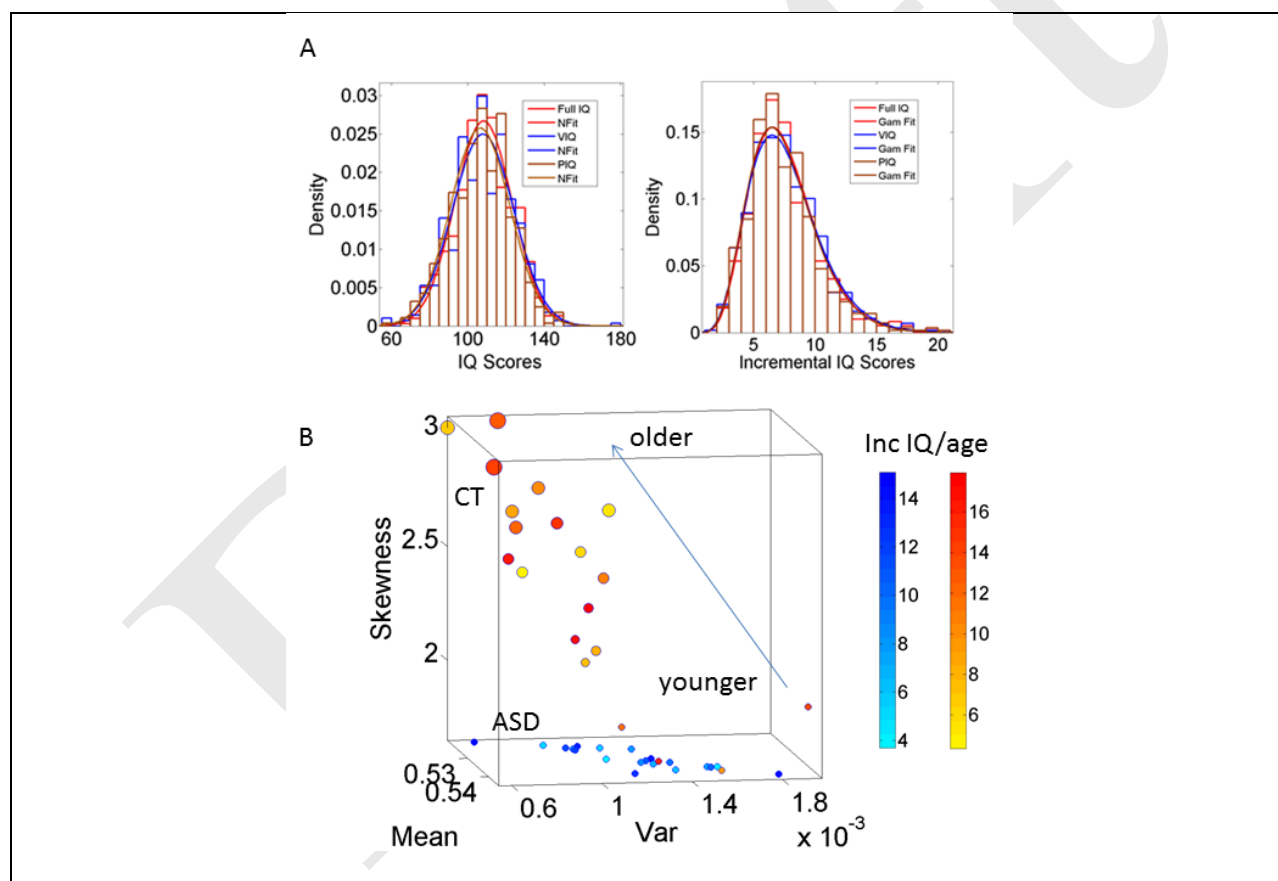 A
0.03
0.025
0.02
0.015
0.01
0.005
0
60
100
140
180
Density
IQ Scores
Full IQ
NFit
VIQ
NFit
PIQ
NFit
0.15
0.1
0.05
0
5
10
15
20
Density
Incremental IQ Scores
Full IQ
Gam Fit
VIQ
Gam Fit
PIQ
Gam Fit
B
3
2.5
2
Skewness
CT
ASD
older
younger
0.53
0.54
Mean
0.6
1
1.4
1.8
x 10-3
Var
Inc IQ/age
14
12
10
8
6
4
16
14
12
10
8
6